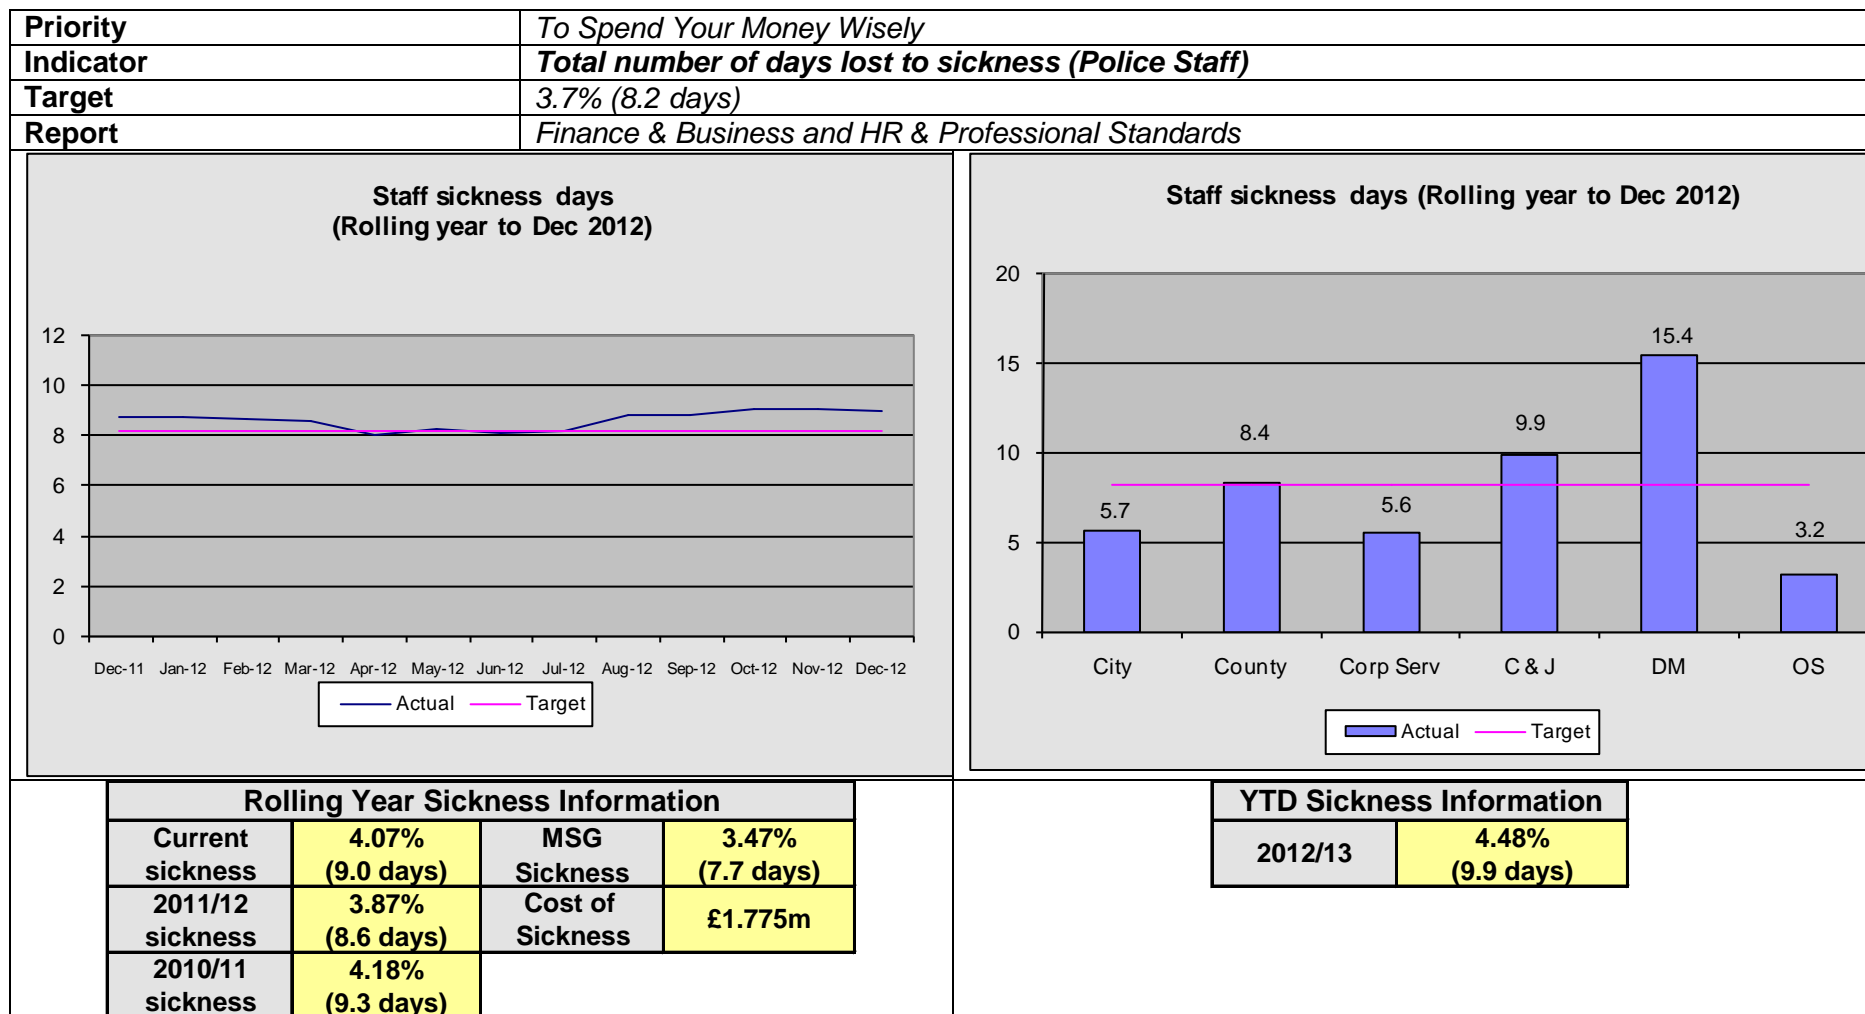 Priority To Spend Your Money Wisely
Indicator Total number of days lost to sickness (Police Staff)
Target 3.7% (8.2 days)
Report Finance & Business and HR & Professional Standards
Staff sickness days
(Rolling year to Dec 2012)
12
10
8
6
4
2
0
Dec-11 Jan-12 Feb-12 Mar-12 Apr-12 May-12 Jun-12 Jul-12 Aug-12 Sep-12 Oct-12 Nov-12 Dec-12
Actual Target
Staff sickness days (Rolling year to Dec 2012)
20
15
10
5
0
5.7
8.4
5.6
9.9
15.4
3.2
City County Corp Serv C & J DM OS
Actual Target
Rolling Year Sickness Information
Current sickness 4.07% (9.0 days) MSG Sickness 3.47% (7.7 days)
2011/12 sickness 3.87% (8.6 days) Cost of Sickness £1.775m
2010/11 sickness 4.18% (9.3 days)
YTD Sickness Information
2012/13 4.48% (9.9 days)